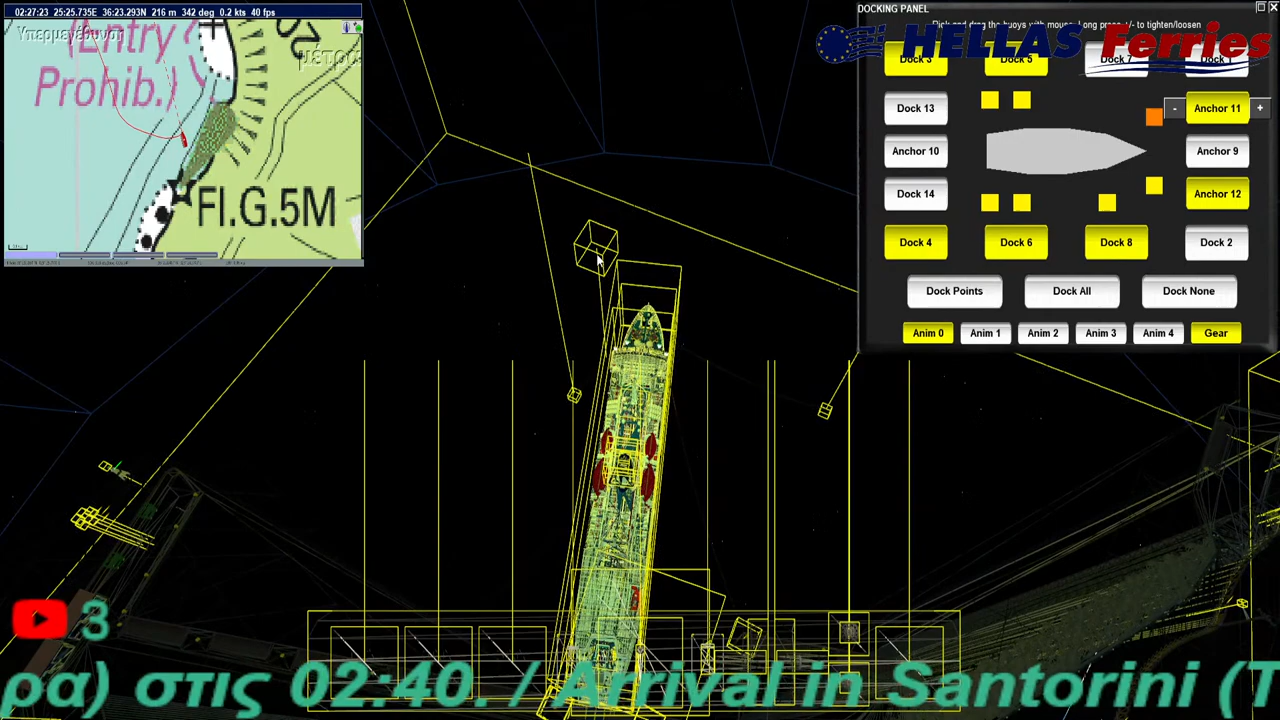 02:27:23 25:25.735E 36:23.293N 216 m 342 deg 0.2 kts 40 fps
Υπερμεγέθυνση
(Entry
Prohib.)
Fl.G.5M
DOCKING PANEL
HELLAS Ferries
Dock 3 Dock 5 Dock 7 Dock 1
Dock 13 - Anchor 11 +
Anchor 10 Anchor 9
Dock 14 Anchor 12
Dock 4 Dock 6 Dock 8 Dock 2
Dock Points Dock All Dock None
Anim 0 Anim 1 Anim 2 Anim 3 Anim 4 Gear
3
ρα) στις 02:40. / Arrival in Santorini (T